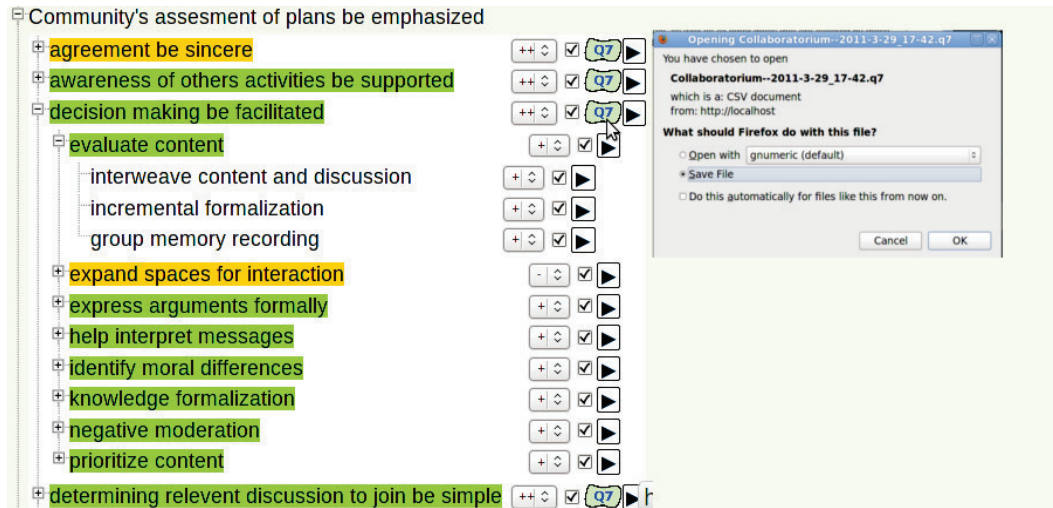 Community's assesment of plans be emphasized
agreement be sincere ++ Q7
awareness of others activities be supported ++ Q7
decision making be facilitated ++ Q7
evaluate content +
interweave content and discussion +
incremental formalization +
group memory recording +
expand spaces for interaction -
express arguments formally +
help interpret messages +
identify moral differences +
knowledge formalization +
negative moderation +
prioritize content +
determining relevent discussion to join be simple ++ Q7 h
Opening Collaboratorium--2011-3-29_17-42.q7
You have chosen to open
Collaboratorium--2011-3-29_17-42.q7
which is a: CSV document
from: http://localhost
What should Firefox do with this file?
Open with gnumeric (default)
Save File
Do this automatically for files like this from now on.
Cancel OK